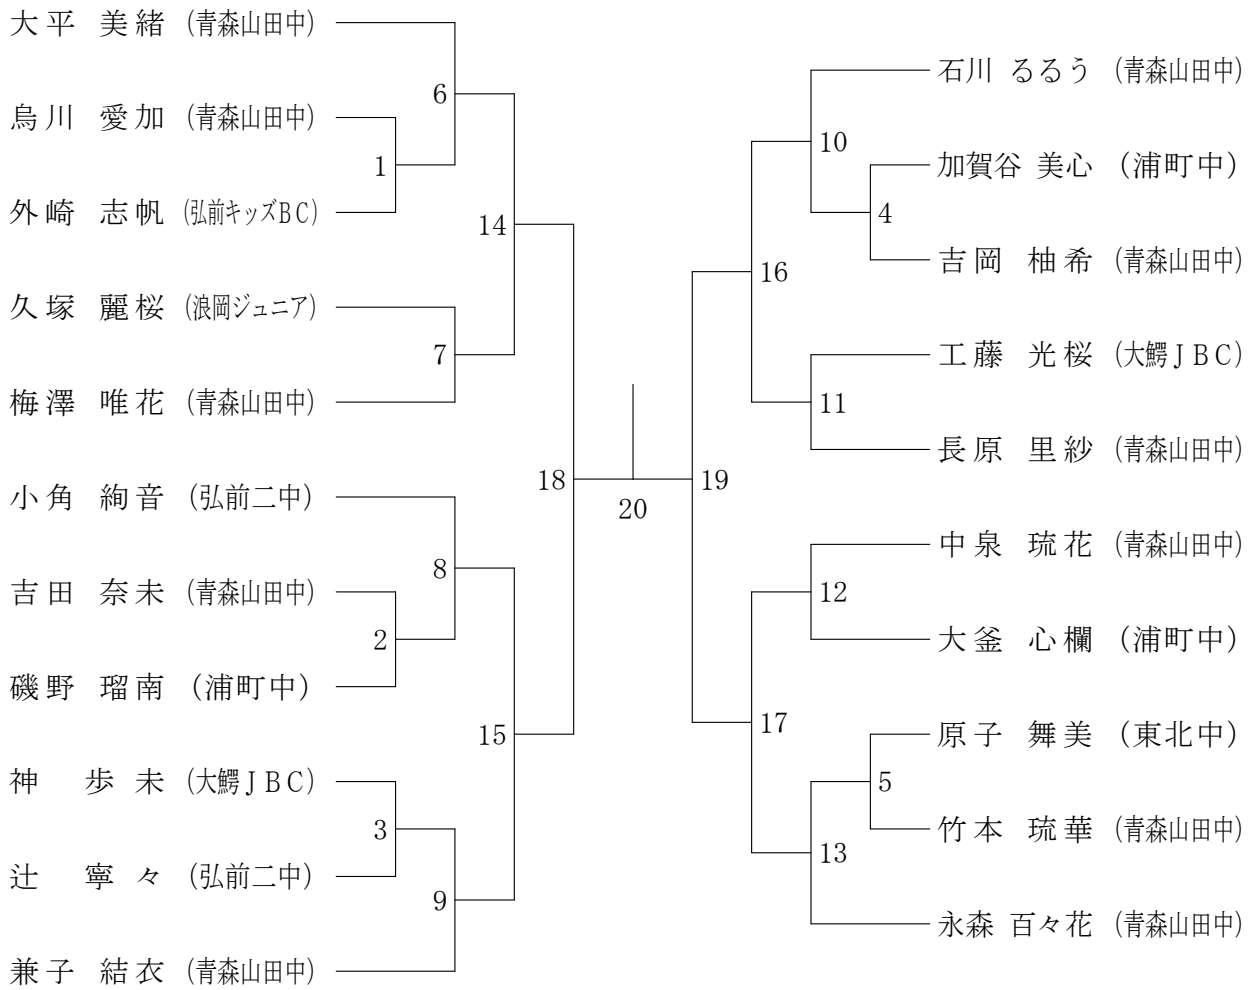 大平 美緒 (青森山田中)
烏川 愛加 (青森山田中)
外崎 志帆 (弘前キッズBC)
久塚 麗桜 (浪岡ジュニア)
梅澤 唯花 (青森山田中)
小角 絢音 (弘前二中)
吉田 奈未 (青森山田中)
磯野 瑠南 (浦町中)
神 歩未 (大鰐JBC)
辻 寧々 (弘前二中)
兼子 結衣 (青森山田中)
1
2
3
6
7
8
9
14
15
18
20
19
16
17
10
11
12
13
4
5
石川 るるう (青森山田中)
加賀谷 美心 (浦町中)
吉岡 柚希 (青森山田中)
工藤 光桜 (大鰐JBC)
長原 里紗 (青森山田中)
中泉 琉花 (青森山田中)
大釜 心欄 (浦町中)
原子 舞美 (東北中)
竹本 琉華 (青森山田中)
永森 百々花 (青森山田中)